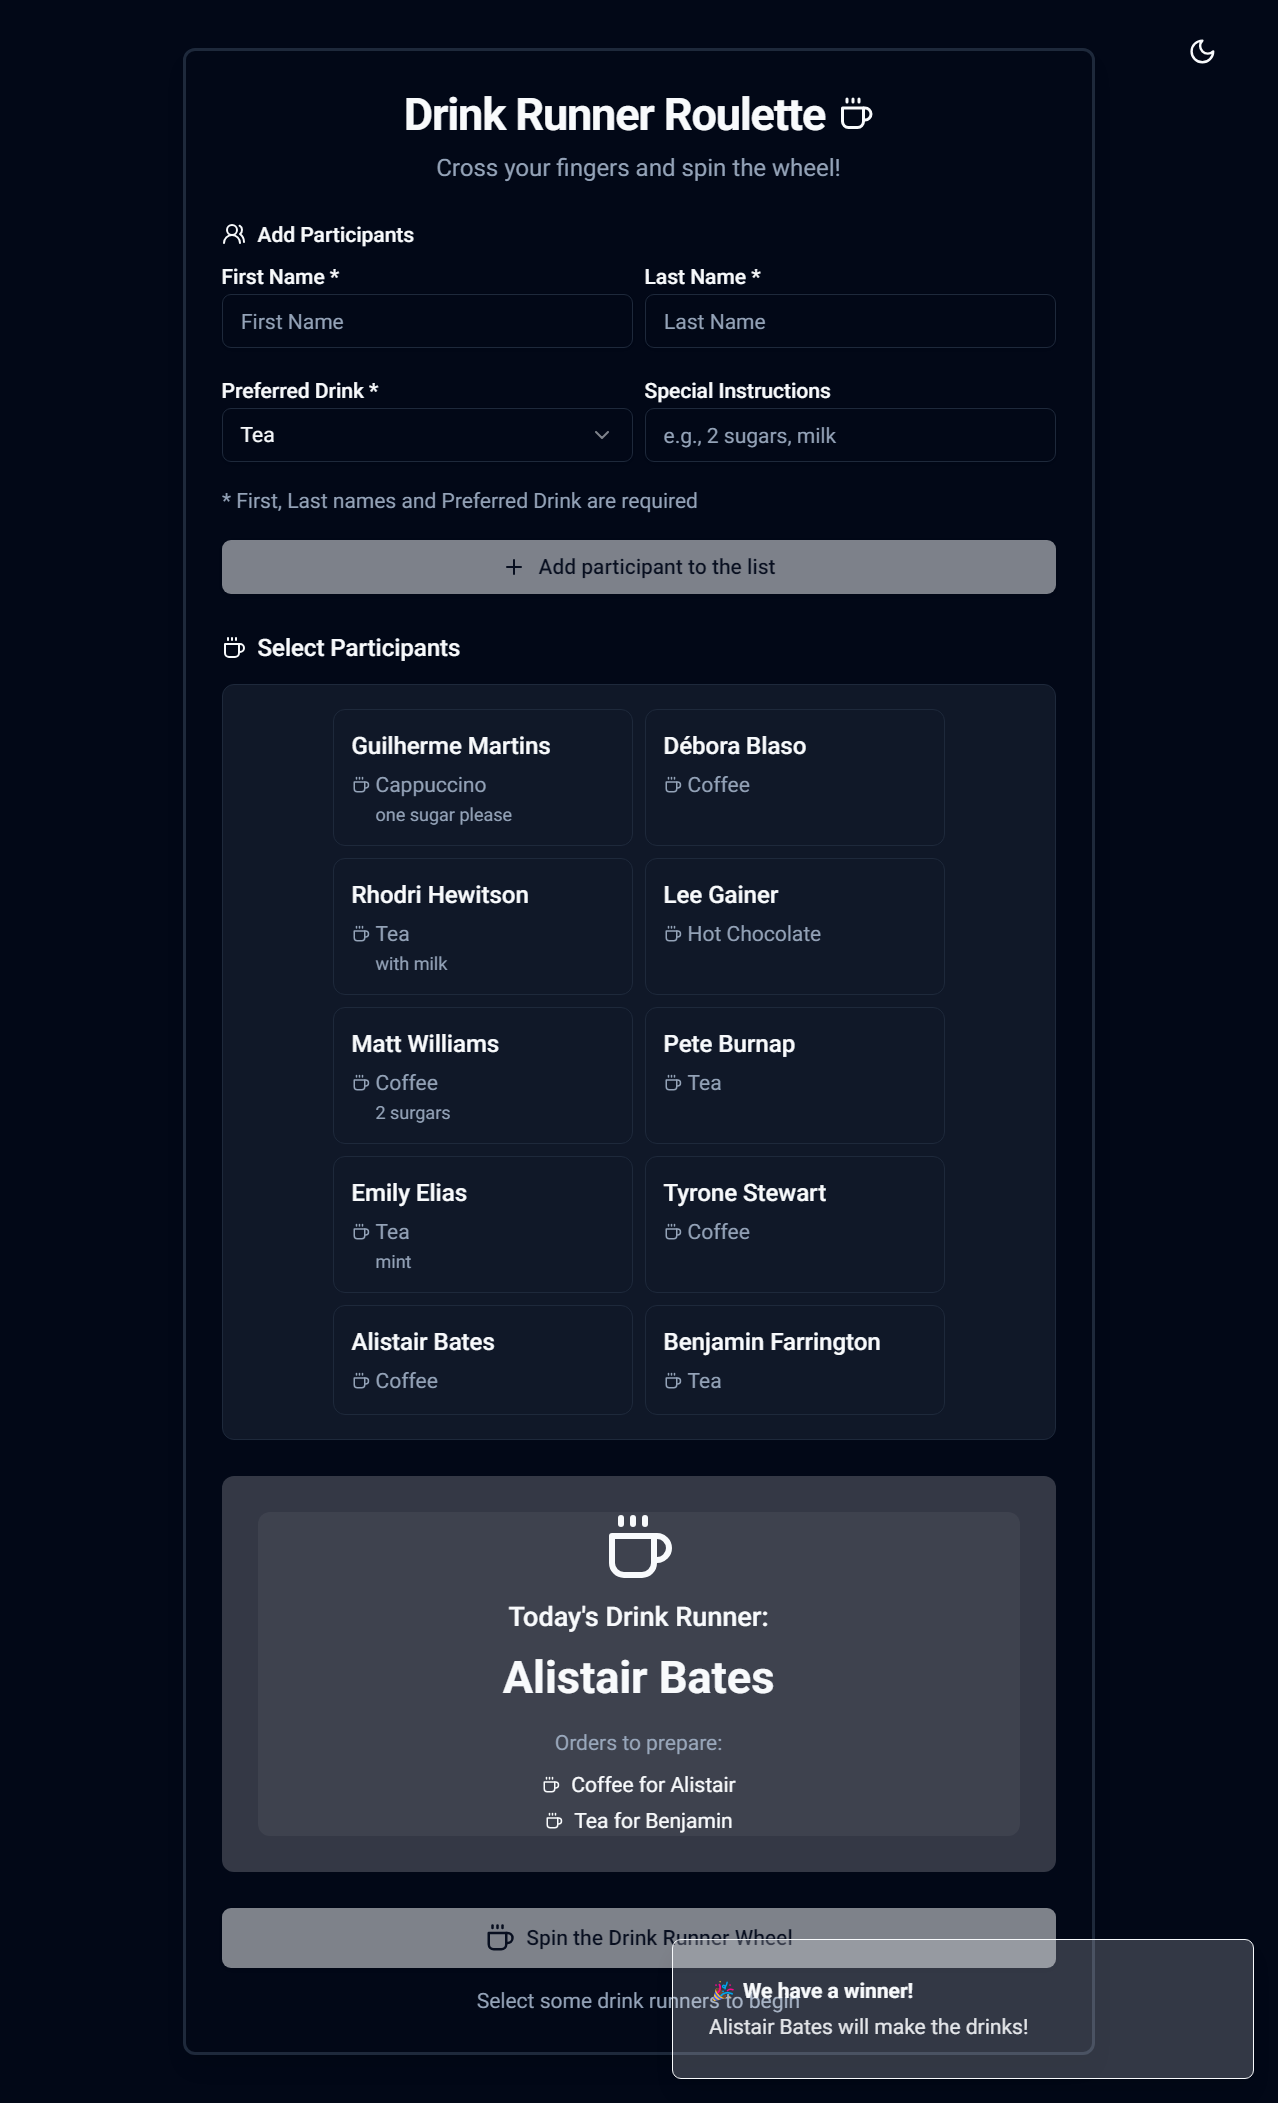 Drink Runner Roulette
Cross your fingers and spin the wheel!
Add Participants
First Name *
Last Name *
First Name
Last Name
Preferred Drink *
Special Instructions
Tea
e.g., 2 sugars, milk
* First, Last names and Preferred Drink are required
Add participant to the list
Select Participants
Guilherme Martins
Cappuccino
one sugar please
Débora Blaso
Coffee
Rhodri Hewitson
Tea
with milk
Lee Gainer
Hot Chocolate
Matt Williams
Coffee
2 surgars
Pete Burnap
Tea
Emily Elias
Tea
mint
Tyrone Stewart
Coffee
Alistair Bates
Coffee
Benjamin Farrington
Tea
Today's Drink Runner:
Alistair Bates
Orders to prepare:
Coffee for Alistair
Tea for Benjamin
Spin the Drink Runner Wheel
Select some drink runners to begin
🎉 We have a winner!
Alistair Bates will make the drinks!